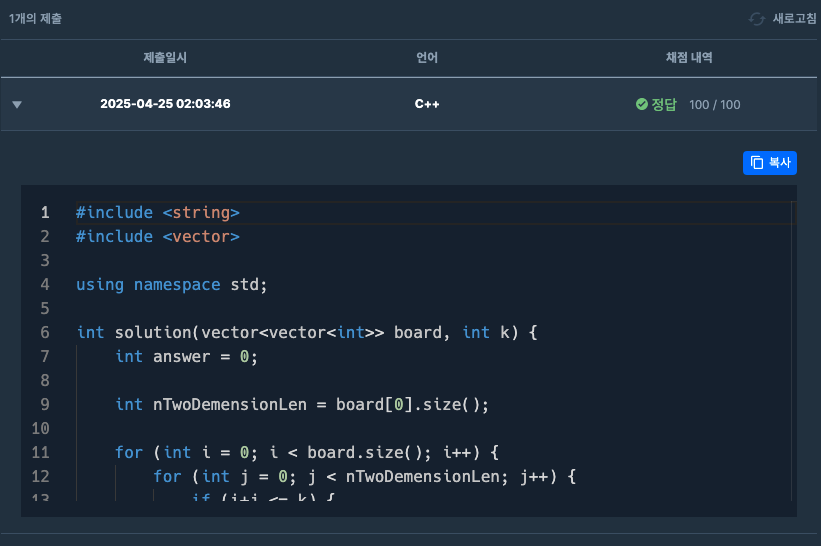 1개의 제출 새로고침
제출일시 언어 채점 내역
2025-04-25 02:03:46 C++ 정답 100 / 100
복사
1 #include <string>
2 #include <vector>
3
4 using namespace std;
5
6 int solution(vector<vector<int>> board, int k) {
7 int answer = 0;
8
9 int nTwoDemensionLen = board[0].size();
10
11 for (int i = 0; i < board.size(); i++) {
12 for (int j = 0; j < nTwoDemensionLen; j++) {
13 if (i+j <= k) {